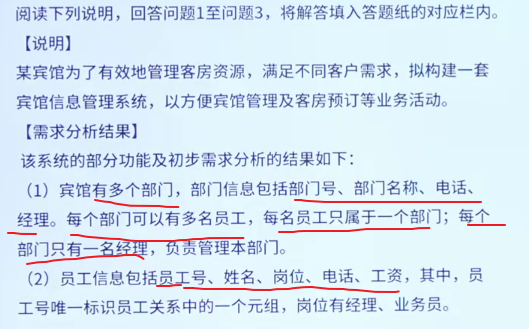 阅读下列说明，回答问题1至问题3，将解答填入答题纸的对应栏内。
【说明】
某宾馆为了有效地管理客房资源，满足不同客户需求，拟构建一套
宾馆信息管理系统，以方便宾馆管理及客房预订等业务活动。
【需求分析结果】
该系统的部分功能及初步需求分析的结果如下：
（1）宾馆有多个部门，部门信息包括部门号、部门名称、电话、
经理。每个部门可以有多名员工，每名员工只属于一个部门；每个
部门只有一名经理，负责管理本部门。
（2）员工信息包括员工号、姓名、岗位、电话、工资，其中，员
工号唯一标识员工关系中的一个元组，岗位有经理、业务员。